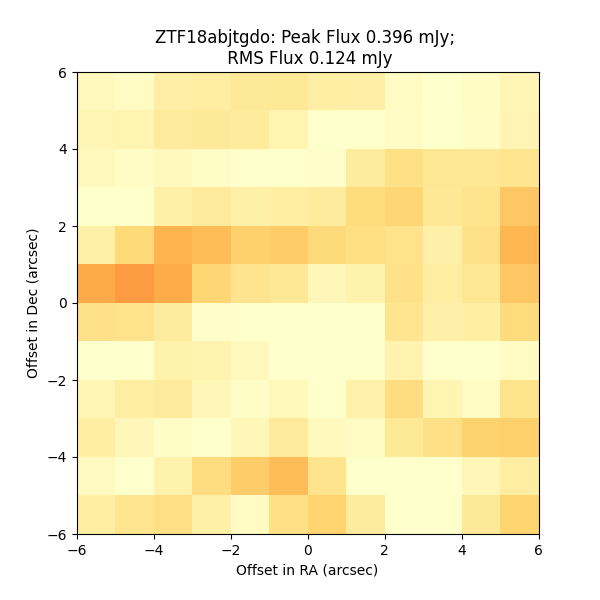 ZTF18abjtgdo: Peak Flux 0.396 mJy;
RMS Flux 0.124 mJy
6
4
2
0
−2
−4
−6
Offset in Dec (arcsec)
−6 −4 −2 0 2 4 6
Offset in RA (arcsec)